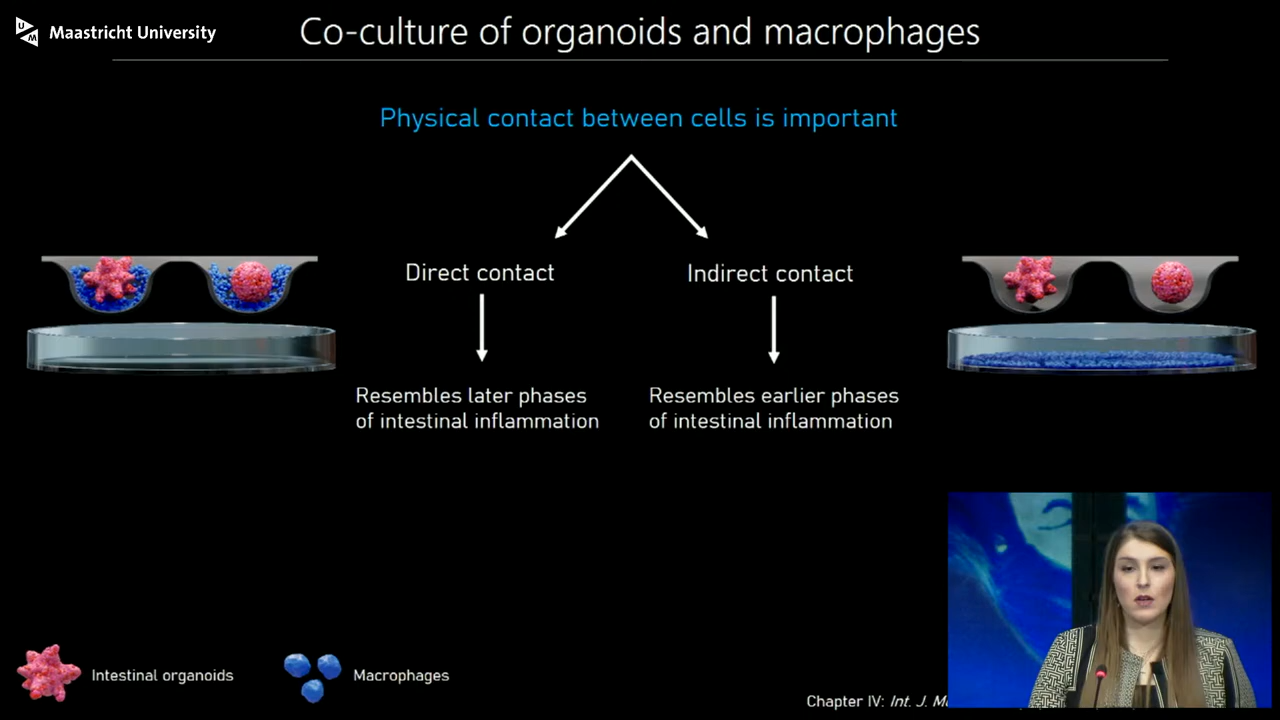 UM
Maastricht University
Co-culture of organoids and macrophages
Physical contact between cells is important
Direct contact
Indirect contact
Resembles later phases
of intestinal inflammation
Resembles earlier phases
of intestinal inflammation
Intestinal organoids
Macrophages
Chapter IV: Int. J.